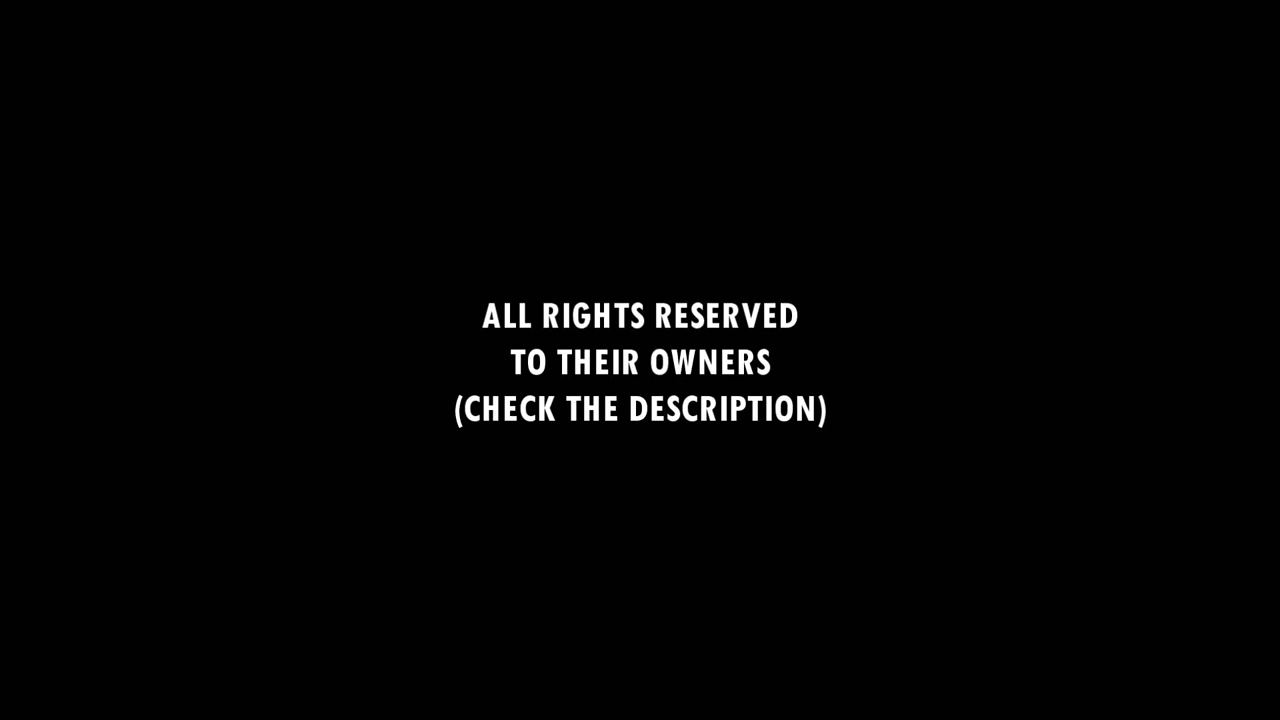 ALL RIGHTS RESERVED
TO THEIR OWNERS
(CHECK THE DESCRIPTION)